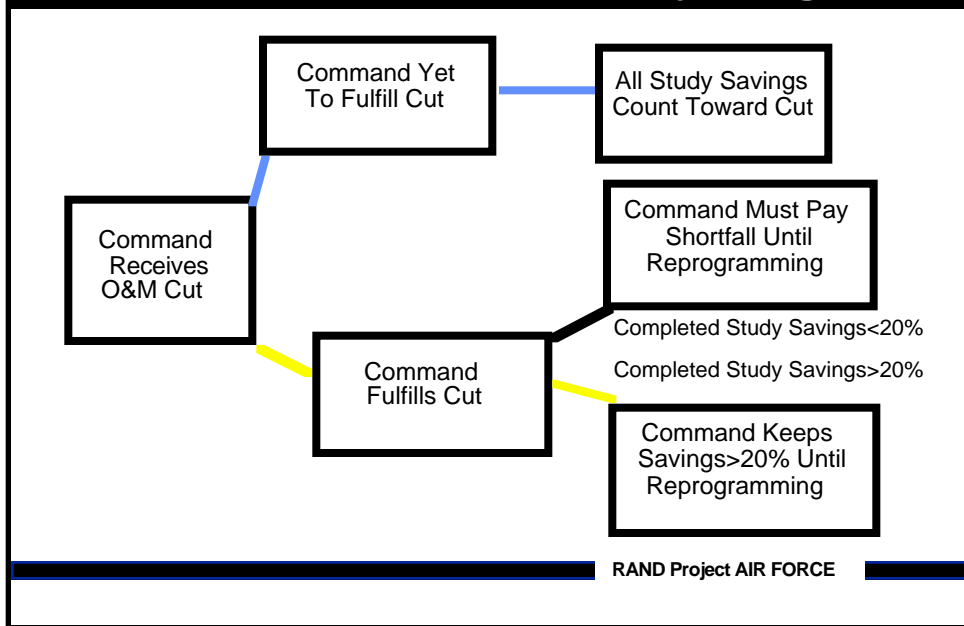 Command Yet
To Fulfill Cut
All Study Savings
Count Toward Cut
Command
Receives
O&M Cut
Command Must Pay
Shortfall Until
Reprogramming
Completed Study Savings<20%
Command
Fulfills Cut
Completed Study Savings>20%
Command Keeps
Savings>20% Until
Reprogramming
RAND Project AIR FORCE